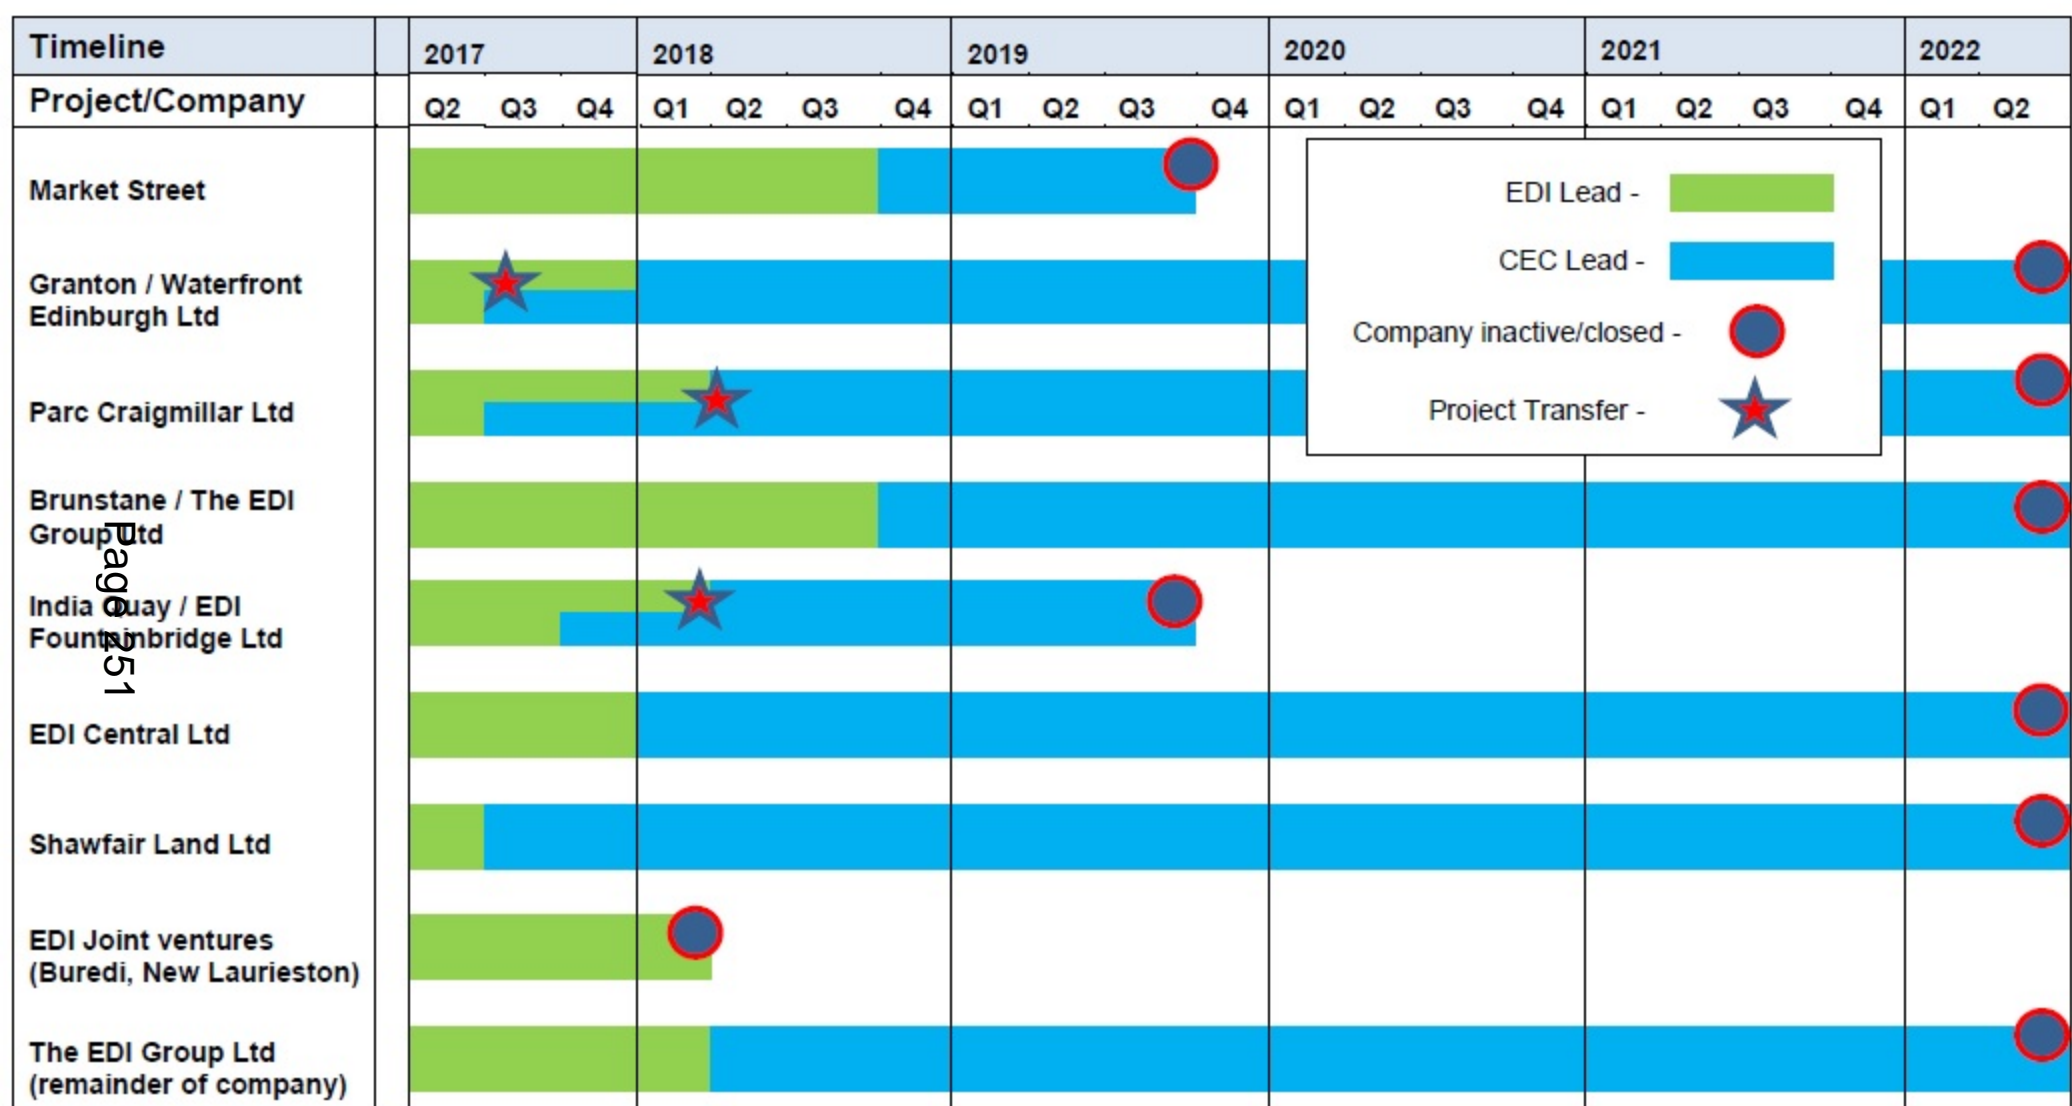 Timeline 2017 2018 2019 2020 2021 2022
Project/Company Q2 Q3 Q4 Q1 Q2 Q3 Q4 Q1 Q2 Q3 Q4 Q1 Q2 Q3 Q4 Q1 Q2 Q3 Q4 Q1 Q2
Market Street
Granton / Waterfront
Edinburgh Ltd
Parc Craigmillar Ltd
Brunstane / The EDI
Group Ltd
India Quay / EDI
Fountainbridge Ltd
EDI Central Ltd
Shawfair Land Ltd
EDI Joint ventures
(Buredi, New Laurieston)
The EDI Group Ltd
(remainder of company)
EDI Lead -
CEC Lead -
Company inactive/closed -
Project Transfer -
Page 251